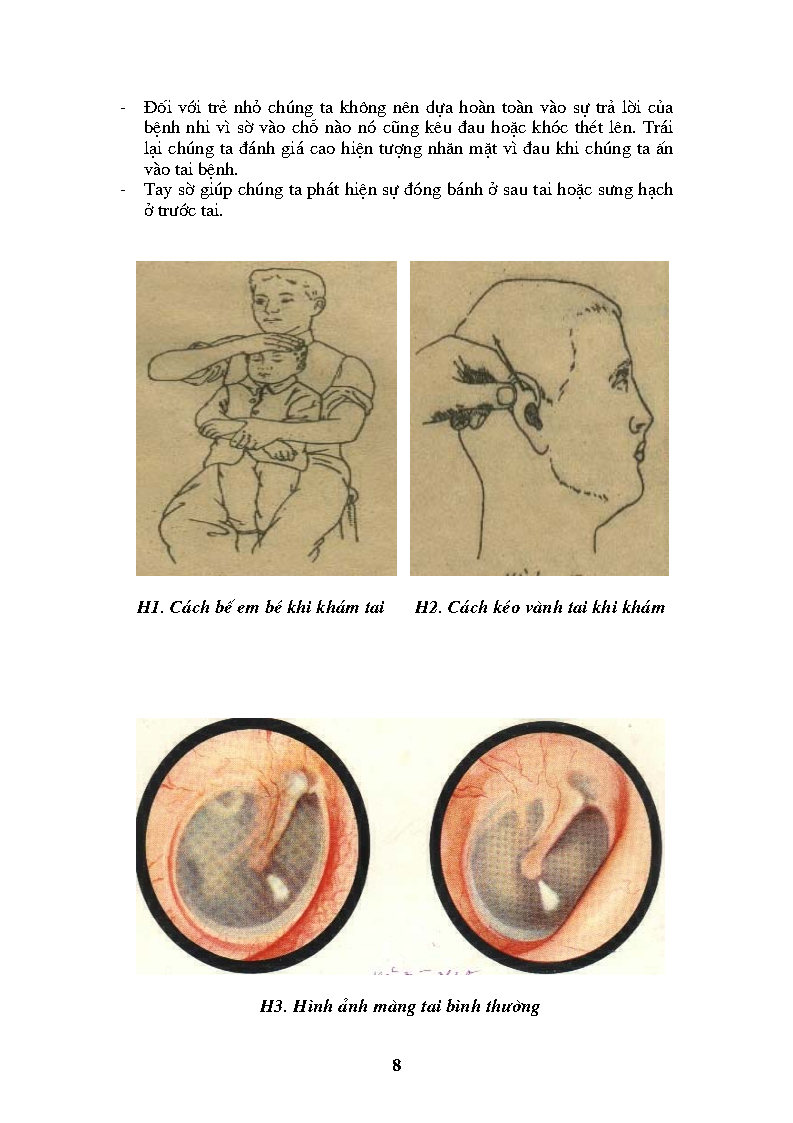 - Đối với trẻ nhỏ chúng ta không nên dựa hoàn toàn vào sự trả lời của
bệnh nhi vì sờ vào chỗ nào nó cũng kêu đau hoặc khóc thét lên. Trái
lại chúng ta đánh giá cao hiện tượng nhăn mặt vì đau khi chúng ta ấn
vào tai bệnh.
- Tay sờ giúp chúng ta phát hiện sự đóng bánh ở sau tai hoặc sưng hạch
ở trước tai.
H1. Cách bế em bé khi khám tai
H2. Cách kéo vành tai khi khám
H3. Hình ảnh màng tai bình thường
8